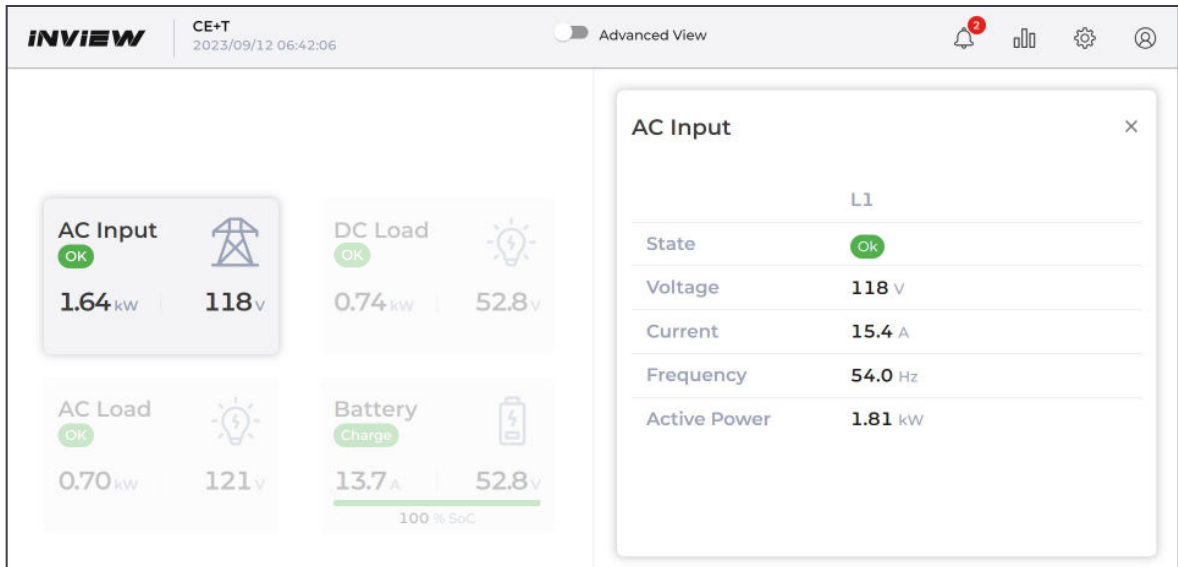 INVIEW
CE+T
2023/09/12 06:42:06
Advanced View
2
AC Input
OK
1.64 kW 118 V
DC Load
OK
0.74 kW 52.8 V
AC Load
OK
0.70 kW 121 V
Battery
Charge
13.7 A 52.8 V
100 % SoC
AC Input ×
L1
State Ok
Voltage 118 V
Current 15.4 A
Frequency 54.0 Hz
Active Power 1.81 kW